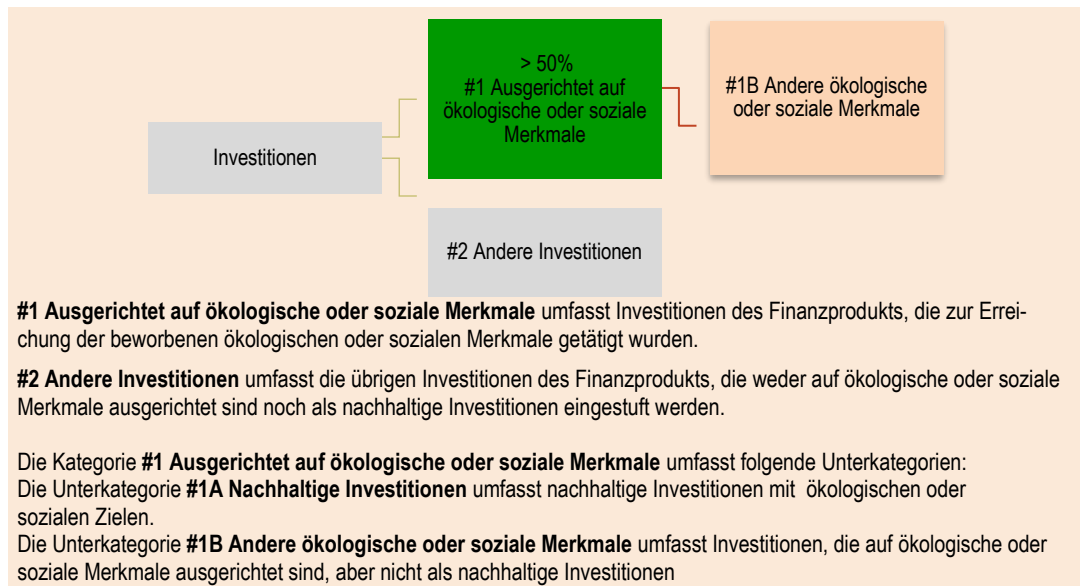 > 50%
#1 Ausgerichtet auf
ökologische oder soziale
Merkmale
#1B Andere ökologische
oder soziale Merkmale
Investitionen
#2 Andere Investitionen
#1 Ausgerichtet auf ökologische oder soziale Merkmale umfasst Investitionen des Finanzprodukts, die zur Errei-
chung der beworbenen ökologischen oder sozialen Merkmale getätigt wurden.
#2 Andere Investitionen umfasst die übrigen Investitionen des Finanzprodukts, die weder auf ökologische oder soziale
Merkmale ausgerichtet sind noch als nachhaltige Investitionen eingestuft werden.
Die Kategorie #1 Ausgerichtet auf ökologische oder soziale Merkmale umfasst folgende Unterkategorien:
Die Unterkategorie #1A Nachhaltige Investitionen umfasst nachhaltige Investitionen mit ökologischen oder
sozialen Zielen.
Die Unterkategorie #1B Andere ökologische oder soziale Merkmale umfasst Investitionen, die auf ökologische oder
soziale Merkmale ausgerichtet sind, aber nicht als nachhaltige Investitionen